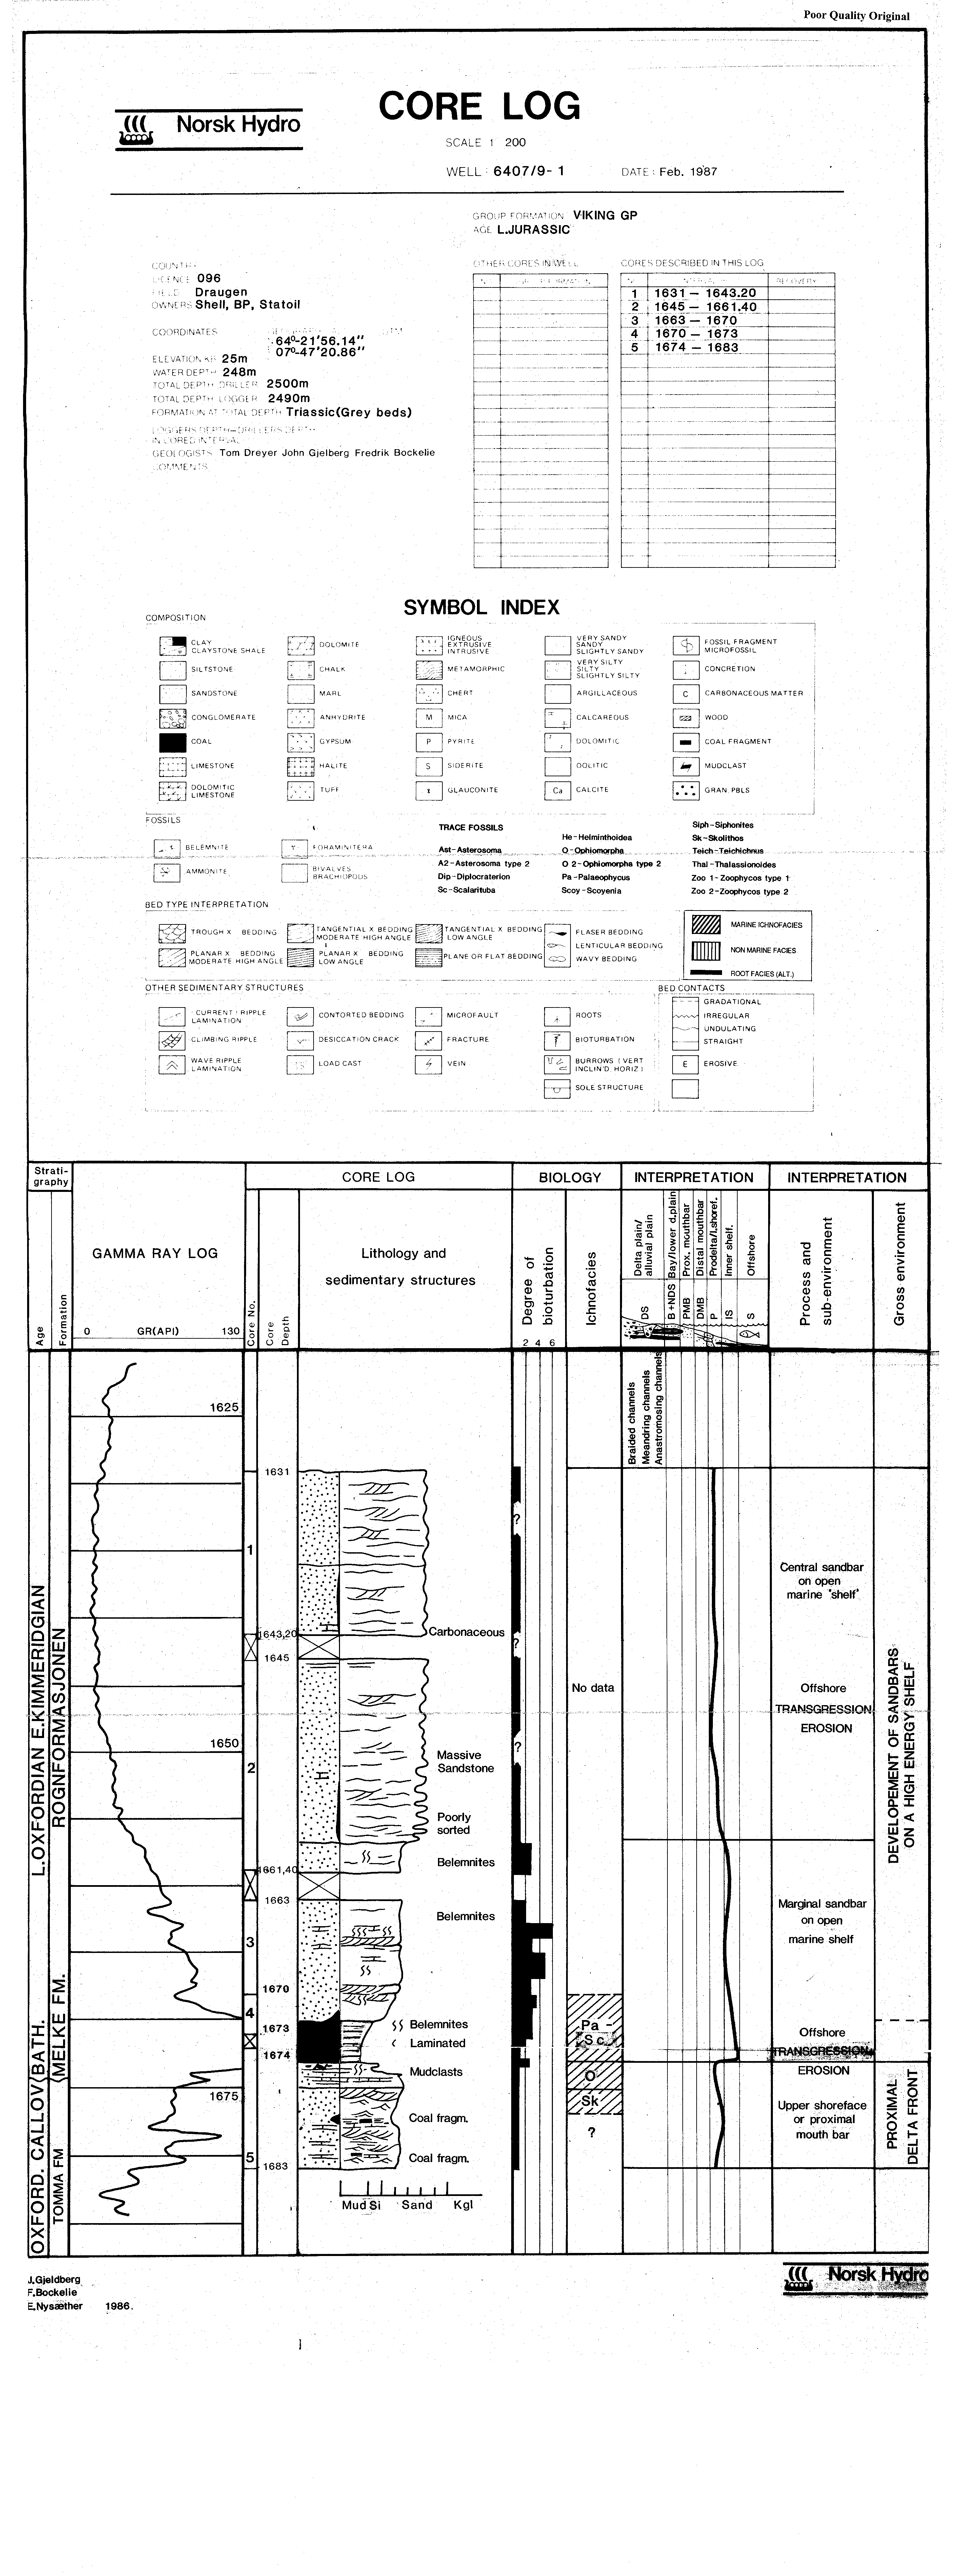 Poor Quality Original
Norsk Hydro
CORE LOG
SCALE 1 200
WELL: 6407/9-1
DATE: Feb. 1987
GROUP FORMATION VIKING GP
AGE L.JURASSIC
COUNTRY
LICENCE 096
FIELD Draugen
OWNERS Shell, BP, Statoil
COORDINATES UTM
64º-21'56.14"
07º-47'20.86"
ELEVATION KB 25m
WATER DEPTH 248m
TOTAL DEPTH DRILLER 2500m
TOTAL DEPTH LOGGER 2490m
FORMATION AT TOTAL DEPTH Triassic(Grey beds)
LOGGERS DEPTH-DRILLERS DEPTH
IN CORED INTERVAL
GEOLOGISTS Tom Dreyer John Gjelberg Fredrik Bockelie
COMMENTS
OTHER CORES IN WELL
CORES DESCRIBED IN THIS LOG
INTERVAL RECOVERY
1 1631 - 1643.20
2 1645 - 1661.40
3 1663 - 1670
4 1670 - 1673
5 1674 - 1683
SYMBOL INDEX
COMPOSITION
CLAY
CLAYSTONE SHALE
SILTSTONE
SANDSTONE
CONGLOMERATE
COAL
LIMESTONE
DOLOMITIC
LIMESTONE
DOLOMITE
CHALK
MARL
ANHYDRITE
GYPSUM
HALITE
TUFF
IGNEOUS
EXTRUSIVE
INTRUSIVE
METAMORPHIC
CHERT
M MICA
P PYRITE
S SIDERITE
GLAUCONITE
VERY SANDY
SANDY
SLIGHTLY SANDY
VERY SILTY
SILTY
SLIGHTLY SILTY
ARGILLACEOUS
CALCAREOUS
DOLOMITIC
OOLITIC
Ca CALCITE
FOSSIL FRAGMENT
MICROFOSSIL
CONCRETION
C CARBONACEOUS MATTER
WOOD
COAL FRAGMENT
MUDCLAST
GRAN. PBLS
FOSSILS
BELEMNITE
AMMONITE
FORAMINIFERA
BIVALVES
BRACHIOPODS
TRACE FOSSILS
Ast-Asterosoma
A2-Asterosoma type 2
Dip-Diplocraterion
Sc-Scalarituba
He-Helminthoidea
O-Ophiomorpha
O 2-Ophiomorpha type 2
Pa-Palaeophycus
Scoy-Scoyenia
Siph-Siphonites
Sk-Skolithos
Teich-Teichichnus
Thal-Thalassionoides
Zoo 1-Zoophycos type 1
Zoo 2-Zoophycos type 2
BED TYPE INTERPRETATION
TROUGH X BEDDING
PLANAR X BEDDING
MODERATE HIGH ANGLE
TANGENTIAL X BEDDING
MODERATE HIGH ANGLE
PLANAR X BEDDING
LOW ANGLE
TANGENTIAL X BEDDING
LOW ANGLE
PLANE OR FLAT BEDDING
FLASER BEDDING
LENTICULAR BEDDING
WAVY BEDDING
MARINE ICHNOFACIES
NON MARINE FACIES
ROOT FACIES (ALT.)
OTHER SEDIMENTARY STRUCTURES
(CURRENT) RIPPLE
LAMINATION
CLIMBING RIPPLE
WAVE RIPPLE
LAMINATION
CONTORTED BEDDING
DESICCATION CRACK
LOAD CAST
MICROFAULT
FRACTURE
VEIN
ROOTS
BIOTURBATION
BURROWS (VERT
INCLIN'D, HORIZ)
SOLE STRUCTURE
BED CONTACTS
GRADATIONAL
IRREGULAR
UNDULATING
STRAIGHT
E EROSIVE
Strati-
graphy
CORE LOG
BIOLOGY
INTERPRETATION
INTERPRETATION
Age
Formation
GAMMA RAY LOG
0 GR(API) 130
Core No.
Core
Depth
Lithology and
sedimentary structures
Degree of
bioturbation
2 4 6
Ichnofacies
Delta plain/
alluvial plain
Bay/lower d.plain
Prox. mouthbar
Distal mouthbar
Prodelta/l.shoref.
Inner shelf.
Offshore
DS
B+NDS
PMB
DMB
P
IS
S
Process and
sub-environment
Gross environment
Braided channels
Meandring channels
Anastromosing channels
1625
1631
?
1
Central sandbar
on open
marine 'shelf'
1643,20
Carbonaceous
?
1645
L.OXFORDIAN E.KIMMERIDGIAN
ROGNFORMASJONEN
No data
Offshore
TRANSGRESSION
EROSION
DEVELOPEMENT OF SANDBARS
ON A HIGH ENERGY SHELF
1650
?
2
Massive
Sandstone
Poorly
sorted
Belemnites
1661,40
1663
Belemnites
Marginal sandbar
on open
marine shelf
3
1670
4
1673
Belemnites
Laminated
1674
Mudclasts
Pa -
Sc
O
Sk
?
Offshore
TRANSGRESSION
EROSION
1675
Coal fragm.
Upper shoreface
or proximal
mouth bar
PROXIMAL
DELTA FRONT
5
1683
Coal fragm.
OXFORD. CALLOV(BATH.
TOMMA FM
(MELKE FM.
Mud Si Sand Kgl
J.Gjeldberg
F.Bockelie
E.Nysæther 1986.
Norsk Hydro